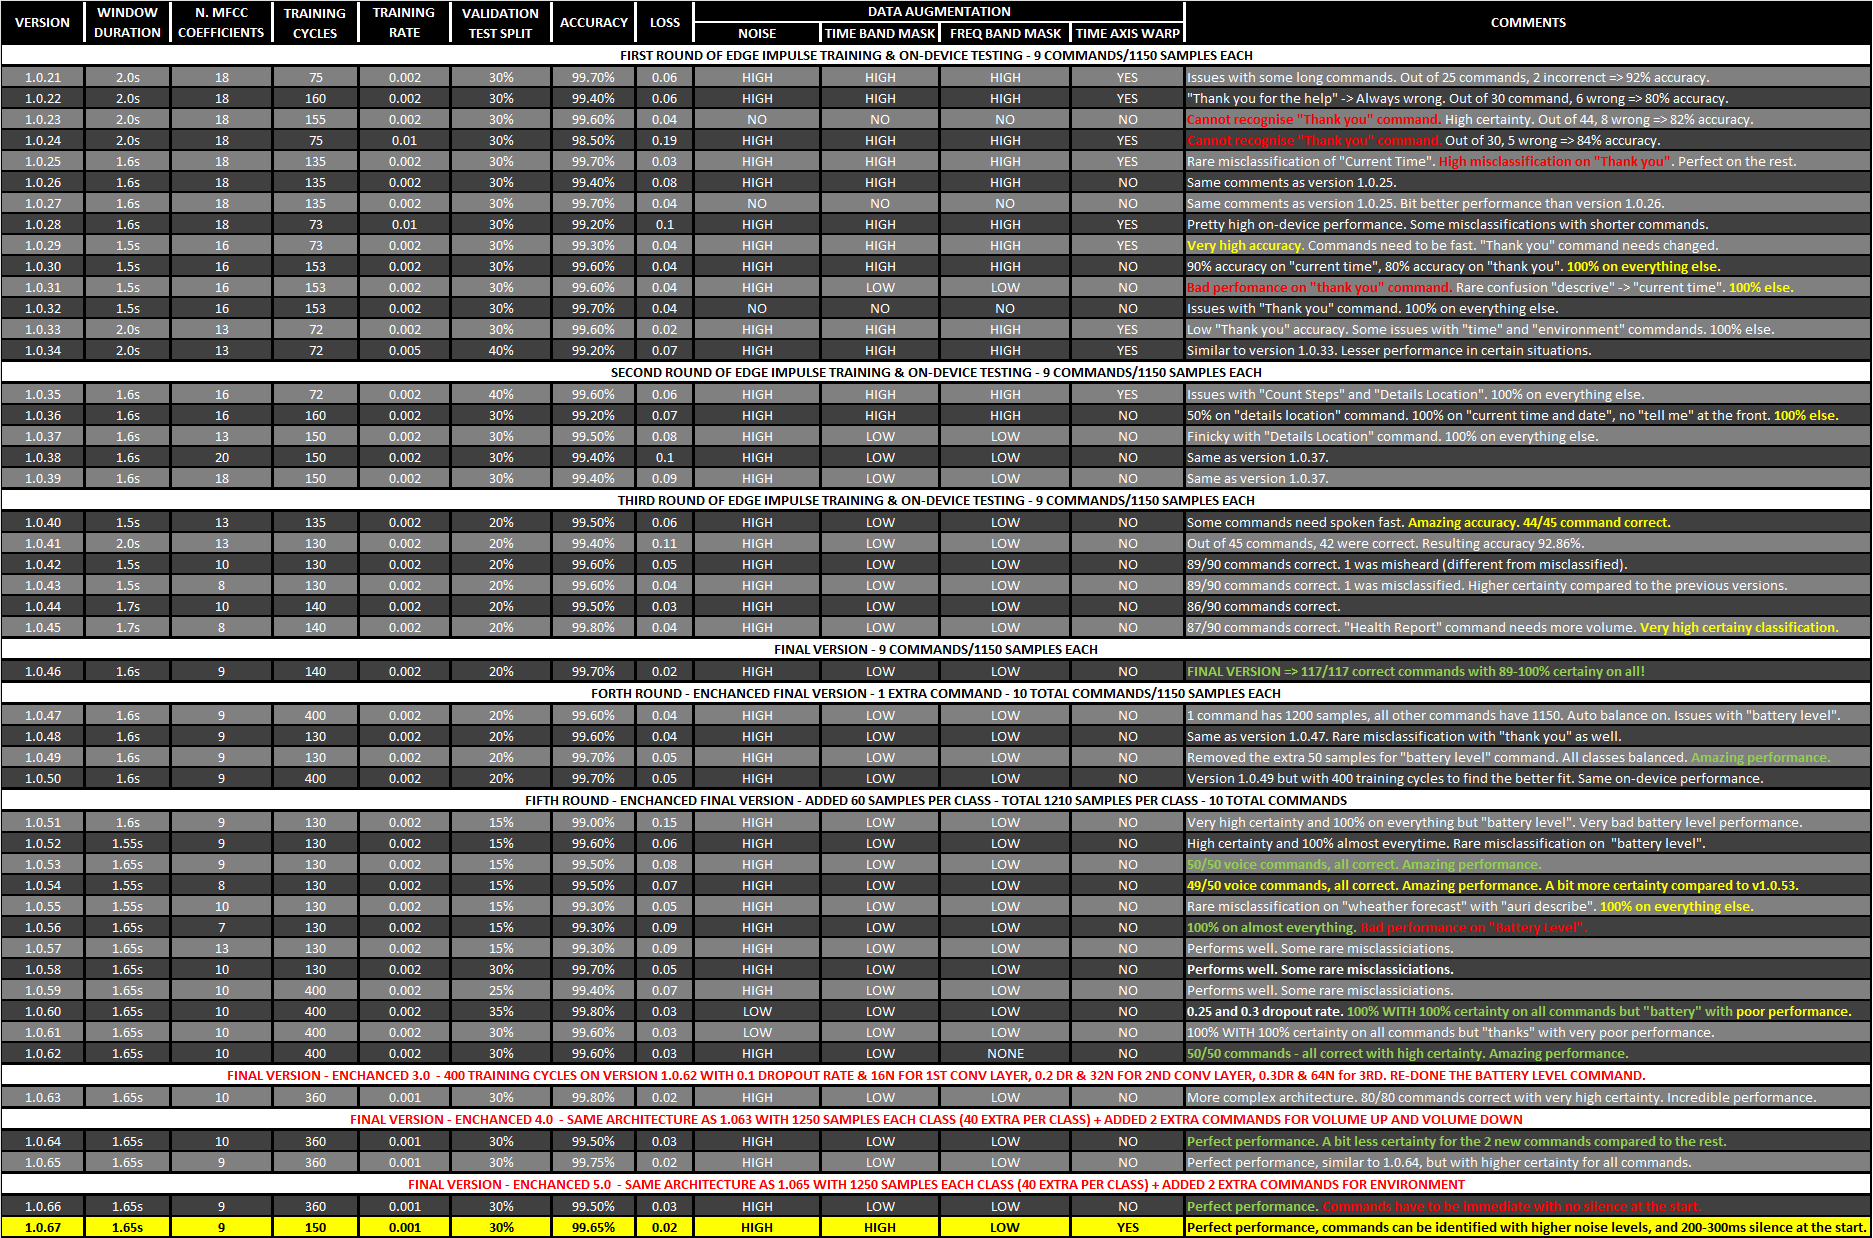 VERSION WINDOW DURATION N. MFCC COEFFICIENTS TRAINING CYCLES TRAINING RATE VALIDATION TEST SPLIT ACCURACY LOSS DATA AUGMENTATION COMMENTS
NOISE TIME BAND MASK FREQ BAND MASK TIME AXIS WARP
FIRST ROUND OF EDGE IMPULSE TRAINING & ON-DEVICE TESTING - 9 COMMANDS/1150 SAMPLES EACH
1.0.21 2.0s 18 75 0.002 30% 99.70% 0.06 HIGH HIGH HIGH YES Issues with some long commands. Out of 25 commands, 2 incorrenct => 92% accuracy.
1.0.22 2.0s 18 160 0.002 30% 99.40% 0.06 HIGH HIGH HIGH YES "Thank you for the help" -> Always wrong. Out of 30 command, 6 wrong => 80% accuracy.
1.0.23 2.0s 18 155 0.002 30% 99.60% 0.04 NO NO NO NO Cannot recognise "Thank you" command. High certainty. Out of 44, 8 wrong => 82% accuracy.
1.0.24 2.0s 18 75 0.01 30% 98.50% 0.19 HIGH HIGH HIGH YES Cannot recognise "Thank you" command. Out of 30, 5 wrong => 84% accuracy.
1.0.25 1.6s 18 135 0.002 30% 99.70% 0.03 HIGH HIGH HIGH YES Rare misclassification of "Current Time". High misclassification on "Thank you". Perfect on the rest.
1.0.26 1.6s 18 135 0.002 30% 99.40% 0.08 HIGH HIGH HIGH NO Same comments as version 1.0.25.
1.0.27 1.6s 18 135 0.002 30% 99.70% 0.04 NO NO NO NO Same comments as version 1.0.25. Bit better performance than version 1.0.26.
1.0.28 1.6s 18 73 0.01 30% 99.20% 0.1 HIGH HIGH HIGH YES Pretty high on-device performance. Some misclassifications with shorter commands.
1.0.29 1.5s 16 73 0.002 30% 99.30% 0.04 HIGH HIGH HIGH YES Very high accuracy. Commands need to be fast. "Thank you" command needs changed.
1.0.30 1.5s 16 153 0.002 30% 99.60% 0.04 HIGH HIGH HIGH NO 90% accuracy on "current time", 80% accuracy on "thank you". 100% on everything else.
1.0.31 1.5s 16 153 0.002 30% 99.60% 0.04 HIGH LOW LOW NO Bad perfomance on "thank you" command. Rare confusion "descrive" -> "current time". 100% else.
1.0.32 1.5s 16 153 0.002 30% 99.70% 0.04 NO NO NO NO Issues with "Thank you" command. 100% on everything else.
1.0.33 2.0s 13 72 0.002 30% 99.60% 0.02 HIGH HIGH HIGH YES Low "Thank you" accuracy. Some issues with "time" and "environment" commdands. 100% else.
1.0.34 2.0s 13 72 0.005 40% 99.20% 0.07 HIGH HIGH HIGH YES Similar to version 1.0.33. Lesser performance in certain situations.
SECOND ROUND OF EDGE IMPULSE TRAINING & ON-DEVICE TESTING - 9 COMMANDS/1150 SAMPLES EACH
1.0.35 1.6s 16 72 0.002 40% 99.60% 0.06 HIGH HIGH HIGH YES Issues with "Count Steps" and "Details Location". 100% on everything else.
1.0.36 1.6s 16 160 0.002 30% 99.20% 0.07 HIGH HIGH HIGH NO 50% on "details location" command. 100% on "current time and date", no "tell me" at the front. 100% else.
1.0.37 1.6s 13 150 0.002 30% 99.50% 0.08 HIGH LOW LOW NO Finicky with "Details Location" command. 100% on everything else.
1.0.38 1.6s 20 150 0.002 30% 99.40% 0.1 HIGH LOW LOW NO Same as version 1.0.37.
1.0.39 1.6s 18 150 0.002 30% 99.40% 0.09 HIGH LOW LOW NO Same as version 1.0.37.
THIRD ROUND OF EDGE IMPULSE TRAINING & ON-DEVICE TESTING - 9 COMMANDS/1150 SAMPLES EACH
1.0.40 1.5s 13 135 0.002 20% 99.50% 0.06 HIGH LOW LOW NO Some commands need spoken fast. Amazing accuracy. 44/45 command correct.
1.0.41 2.0s 13 130 0.002 20% 99.40% 0.11 HIGH LOW LOW NO Out of 45 commands, 42 were correct. Resulting accuracy 92.86%.
1.0.42 1.5s 10 130 0.002 20% 99.60% 0.05 HIGH LOW LOW NO 89/90 commands correct. 1 was misheard (different from misclassified).
1.0.43 1.5s 8 130 0.002 20% 99.60% 0.04 HIGH LOW LOW NO 89/90 commands correct. 1 was misclassified. Higher certainty compared to the previous versions.
1.0.44 1.7s 10 140 0.002 20% 99.50% 0.03 HIGH LOW LOW NO 86/90 commands correct.
1.0.45 1.7s 8 140 0.002 20% 99.80% 0.04 HIGH LOW LOW NO 87/90 commands correct. "Health Report" command needs more volume. Very high certainy classification.
FINAL VERSION - 9 COMMANDS/1150 SAMPLES EACH
1.0.46 1.6s 9 140 0.002 20% 99.70% 0.02 HIGH LOW LOW NO FINAL VERSION => 117/117 correct commands with 89-100% certainy on all!
FORTH ROUND - ENCHANCED FINAL VERSION - 1 EXTRA COMMAND - 10 TOTAL COMMANDS/1150 SAMPLES EACH
1.0.47 1.6s 9 400 0.002 20% 99.60% 0.04 HIGH LOW LOW NO 1 command has 1200 samples, all other commands have 1150. Auto balance on. Issues with "battery level".
1.0.48 1.6s 9 130 0.002 20% 99.60% 0.04 HIGH LOW LOW NO Same as version 1.0.47. Rare misclassification with "thank you" as well.
1.0.49 1.6s 9 130 0.002 20% 99.70% 0.05 HIGH LOW LOW NO Removed the extra 50 samples for "battery level" command. All classes balanced. Amazing performance.
1.0.50 1.6s 9 400 0.002 20% 99.70% 0.05 HIGH LOW LOW NO Version 1.0.49 but with 400 training cycles to find the better fit. Same on-device performance.
FIFTH ROUND - ENCHANCED FINAL VERSION - ADDED 60 SAMPLES PER CLASS - TOTAL 1210 SAMPLES PER CLASS - 10 TOTAL COMMANDS
1.0.51 1.6s 9 130 0.002 15% 99.00% 0.15 HIGH LOW LOW NO Very high certainty and 100% on everything but "battery level". Very bad battery level performance.
1.0.52 1.55s 9 130 0.002 15% 99.60% 0.06 HIGH LOW LOW NO High certainty and 100% almost everytime. Rare misclassification on "battery level".
1.0.53 1.65s 9 130 0.002 15% 99.50% 0.08 HIGH LOW LOW NO 50/50 voice commands, all correct. Amazing performance.
1.0.54 1.55s 8 130 0.002 15% 99.50% 0.07 HIGH LOW LOW NO 49/50 voice commands, all correct. Amazing performance. A bit more certainty compared to v1.0.53.
1.0.55 1.55s 10 130 0.002 15% 99.30% 0.05 HIGH LOW LOW NO Rare misclassification on "wheather forecast" with "auri describe". 100% on everything else.
1.0.56 1.65s 7 130 0.002 15% 99.30% 0.09 HIGH LOW LOW NO 100% on almost everything. Bad performance on "Battery Level".
1.0.57 1.65s 13 130 0.002 15% 99.30% 0.09 HIGH LOW LOW NO Performs well. Some rare misclassiciations.
1.0.58 1.65s 10 130 0.002 30% 99.70% 0.05 HIGH LOW LOW NO Performs well. Some rare misclassiciations.
1.0.59 1.65s 10 400 0.002 25% 99.40% 0.07 HIGH LOW LOW NO Performs well. Some rare misclassiciations.
1.0.60 1.65s 10 400 0.002 35% 99.80% 0.03 LOW LOW LOW NO 0.25 and 0.3 dropout rate. 100% WITH 100% certainty on all commands but "battery" with poor performance.
1.0.61 1.65s 10 400 0.002 30% 99.60% 0.03 LOW LOW LOW NO 100% WITH 100% certainty on all commands but "thanks" with very poor performance.
1.0.62 1.65s 10 400 0.002 30% 99.60% 0.03 HIGH LOW NONE NO 50/50 commands - all correct with high certainty. Amazing performance.
FINAL VERSION - ENCHANCED 3.0 - 400 TRAINING CYCLES ON VERSION 1.0.62 WITH 0.1 DROPOUT RATE & 16N FOR 1ST CONV LAYER, 0.2 DR & 32N FOR 2ND CONV LAYER, 0.3DR & 64N for 3RD. RE-DONE THE BATTERY LEVEL COMMAND.
1.0.63 1.65s 10 360 0.001 30% 99.80% 0.02 HIGH LOW LOW NO More complex architecture. 80/80 commands correct with very high certainty. Incredible performance.
FINAL VERSION - ENCHANCED 4.0 - SAME ARCHITECTURE AS 1.063 WITH 1250 SAMPLES EACH CLASS (40 EXTRA PER CLASS) + ADDED 2 EXTRA COMMANDS FOR VOLUME UP AND VOLUME DOWN
1.0.64 1.65s 10 360 0.001 30% 99.50% 0.03 HIGH LOW LOW NO Perfect performance. A bit less certainty for the 2 new commands compared to the rest.
1.0.65 1.65s 9 360 0.001 30% 99.75% 0.02 HIGH LOW LOW NO Perfect performance, similar to 1.0.64, but with higher certainty for all commands.
FINAL VERSION - ENCHANCED 5.0 - SAME ARCHITECTURE AS 1.065 WITH 1250 SAMPLES EACH CLASS (40 EXTRA PER CLASS) + ADDED 2 EXTRA COMMANDS FOR ENVIRONMENT
1.0.66 1.65s 9 360 0.001 30% 99.50% 0.03 HIGH LOW LOW NO Perfect performance. Commands have to be immediate with no silence at the start.
1.0.67 1.65s 9 150 0.001 30% 99.65% 0.02 HIGH HIGH LOW YES Perfect performance, commands can be identified with higher noise levels, and 200-300ms silence at the start.